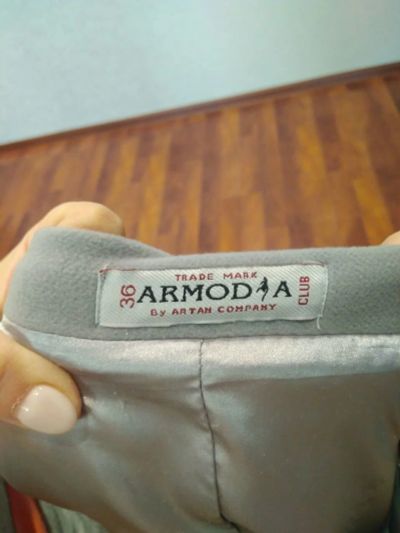 TRADE MARK
36 ARMODIA CLUB
By ARTAN COMPANY